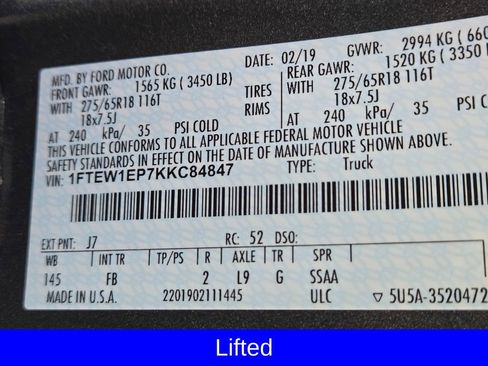 MFD. BY FORD MOTOR CO.
DATE: 02/19 GVWR: 2994 KG (660
FRONT GAWR: 1565 KG (3450 LB) REAR GAWR: 1520 KG (3350
WITH 275/65R18 116T TIRES WITH 275/65R18 116T
18x7.5J RIMS 18x7.5J
AT 240 kPa/ 35 PSI COLD AT 240 kPa/ 35 PSI COLD
THIS VEHICLE CONFORMS TO ALL APPLICABLE FEDERAL MOTOR VEHICLE
SAFETY STANDARDS IN EFFECT ON THE DATE OF MANUFACTURE SHOWN ABOVE.
VIN: 1FTEW1EP7KKC84847 TYPE: Truck
EXT PNT: J7 RC: 52 DSO:
WB INT TR TP/PS R AXLE TR SPR
145 FB 2 L9 G SSAA
MADE IN U.S.A. 2201902111445 ULC ▽ 5U5A-3520472
Lifted